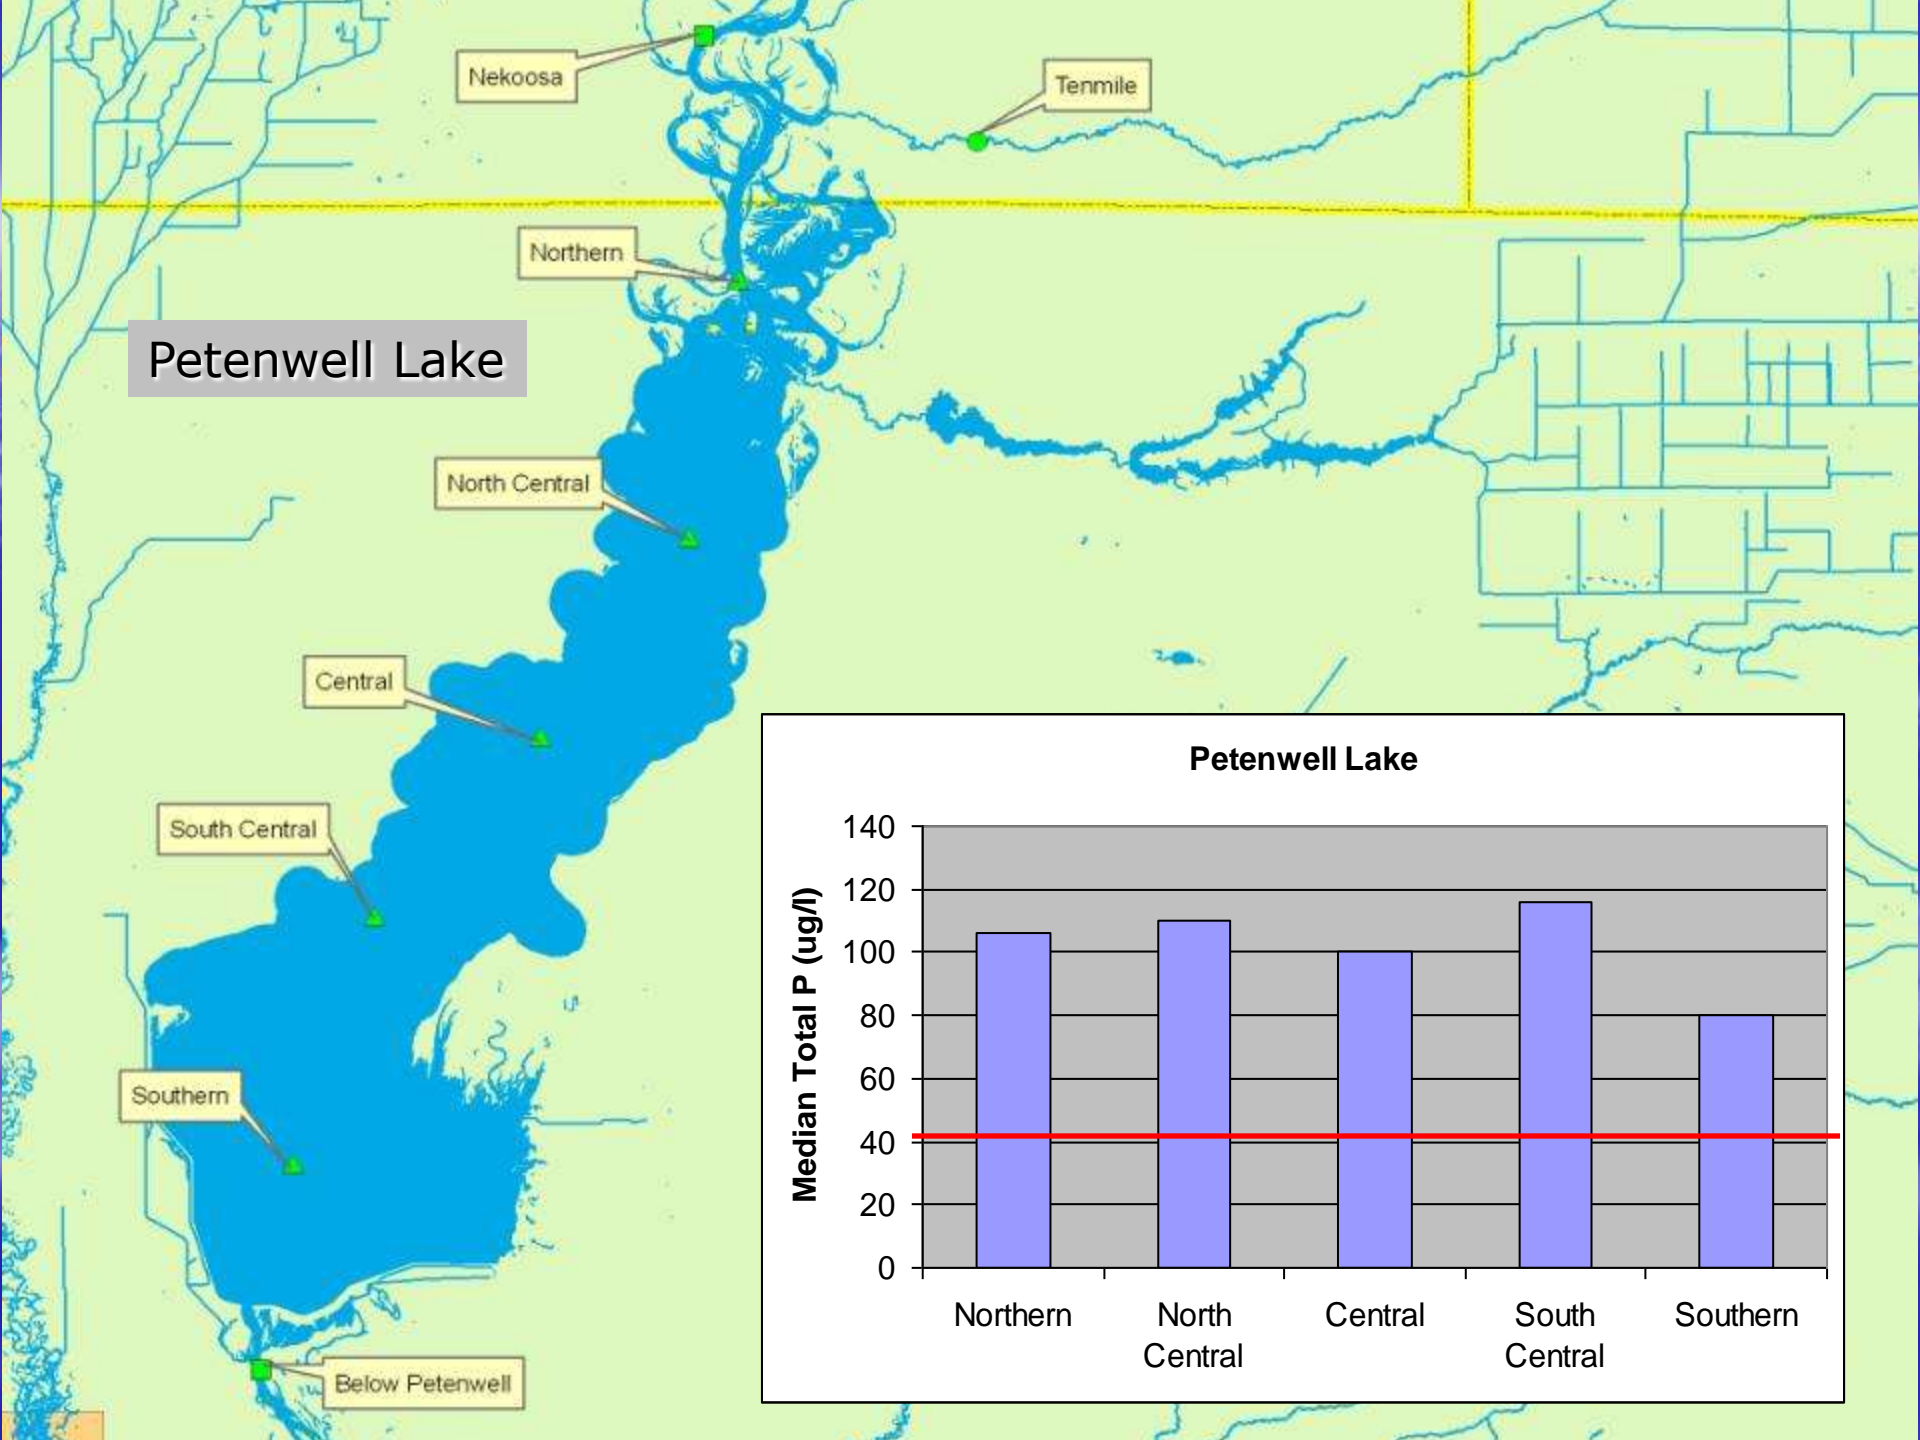 Nekoosa
Tenmile
Northern
Petenwell Lake
North Central
Central
South Central
Southern
Below Petenwell
Petenwell Lake
Median Total P (ug/l)
140
120
100
80
60
40
20
0
Northern
North
Central
Central
South
Central
Southern